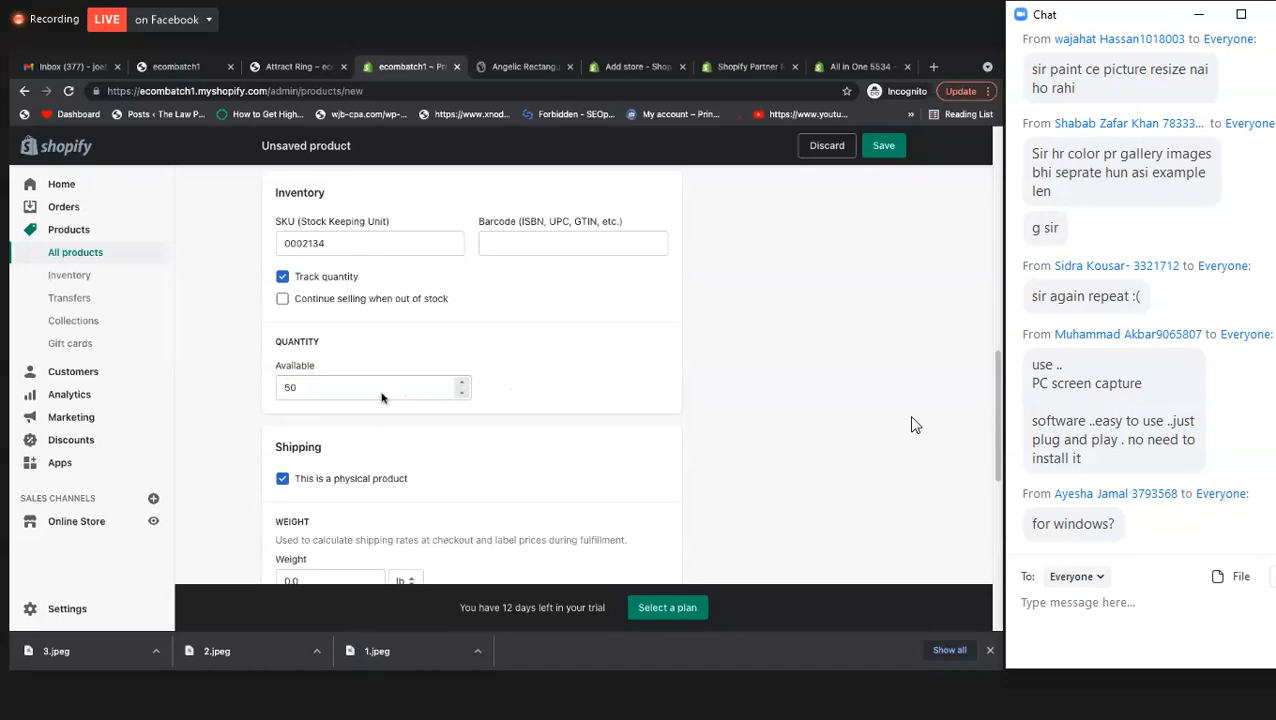 Recording LIVE on Facebook
Inbox (377) – joel
ecombatch1
Attract Ring –
ecombatch1 – Pr
Angelic Rectangu
Add store - Shop
Shopify Partner
All in One 5534 –
https://ecombatch1.myshopify.com/admin/products/new
Incognito
Update
Dashboard
Posts ‹ The Law P...
How to Get High...
wjb-cpa.com/wp-...
https://www.xnod...
Forbidden - SEOp...
My account – Prin...
https://www.youtu...
»
Reading List
shopify
Unsaved product
Discard
Save
Home
Orders
Products
All products
Inventory
Transfers
Collections
Gift cards
Customers
Analytics
Marketing
Discounts
Apps
SALES CHANNELS
Online Store
Settings
Inventory
SKU (Stock Keeping Unit)
Barcode (ISBN, UPC, GTIN, etc.)
0002134
Track quantity
Continue selling when out of stock
QUANTITY
Available
50
Shipping
This is a physical product
WEIGHT
Used to calculate shipping rates at checkout and label prices during fulfillment.
Weight
0.0
lb
You have 12 days left in your trial
Select a plan
3.jpeg
2.jpeg
1.jpeg
Show all
Chat
From wajahat Hassan1018003 to Everyone:
sir paint ce picture resize nai
ho rahi
From Shabab Zafar Khan 78333... to Everyone
Sir hr color pr gallery images
bhi seprate hun asi example
len
g sir
From Sidra Kousar- 3321712 to Everyone:
sir again repeat :(
From Muhammad Akbar9065807 to Everyone:
use ..
PC screen capture
software ..easy to use ..just
plug and play . no need to
install it
From Ayesha Jamal 3793568 to Everyone:
for windows?
To: Everyone
File
Type message here...